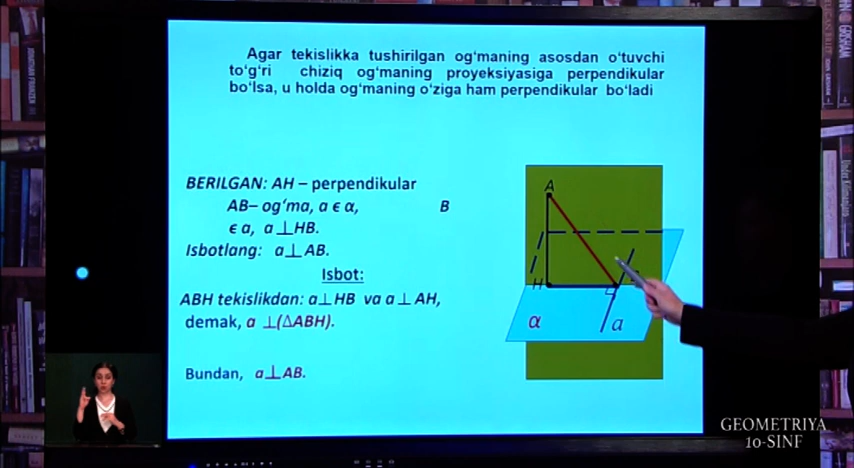 Agar tekislikka tushirilgan og‘maning asosdan o‘tuvchi
to‘g‘ri chiziq og‘maning proyeksiyasiga perpendikular
bo‘lsa, u holda og‘maning o‘ziga ham perpendikular bo‘ladi
BERILGAN: AH – perpendikular
AB– og‘ma, a ϵ α, B
ϵ a, a⊥HB.
Isbotlang: a⊥AB.
Isbot:
ABH tekislikdan: a⊥HB va a⊥AH,
demak, a ⊥(∆ABH).
Bundan, a⊥AB.
A
H
α
a
GEOMETRIYA
10-SINF